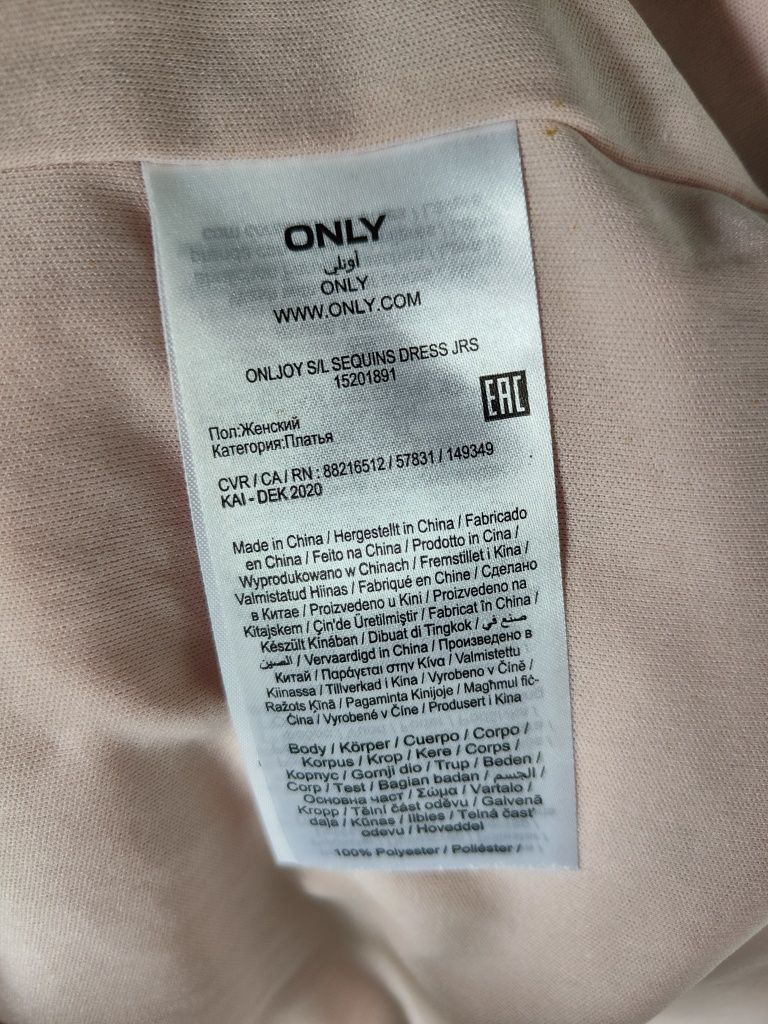 ONLY
أونلي
ONLY
WWW.ONLY.COM
ONLJOY S/L SEQUINS DRESS JRS
15201891
EAC
Пол:Женский
Категория:Платья
CVR / CA / RN : 88216512 / 57831 / 149349
KAI - DEK 2020
Made in China / Hergestellt in China / Fabricado
en China / Feito na China / Prodotto in Cina /
Wyprodukowano w Chinach / Fremstillet i Kina /
Valmistatud Hiinas / Fabriqué en Chine / Сделано
в Китае / Proizvedeno u Kini / Proizvedeno na
Kitajskem / Çin'de Üretilmiştir / Fabricat în China /
Készült Kínában / Dibuat di Tingkok / صنع في
الصين / Vervaardigd in China / Произведено в
Китай / Παράγεται στην Κίνα / Valmistettu
Kiinassa / Tillverkad i Kina / Vyrobeno v Číně /
Ražots Ķīnā / Pagaminta Kinijoje / Magħmul fiċ-
Ċina / Vyrobené v Číne / Produsert i Kina
Body / Körper / Cuerpo / Corpo /
Korpus / Krop / Kere / Corps /
Корпус / Gornji dio / Trup / Beden /
Corp / Test / Bagian badan / الجسم /
Основна част / Σώμα / Vartalo /
Kropp / Tělní část oděvu / Galvenā
daļa / Kūnas / Ilbies / Telná časť
odevu / Hoveddel
100% Polyester / Poliéster /